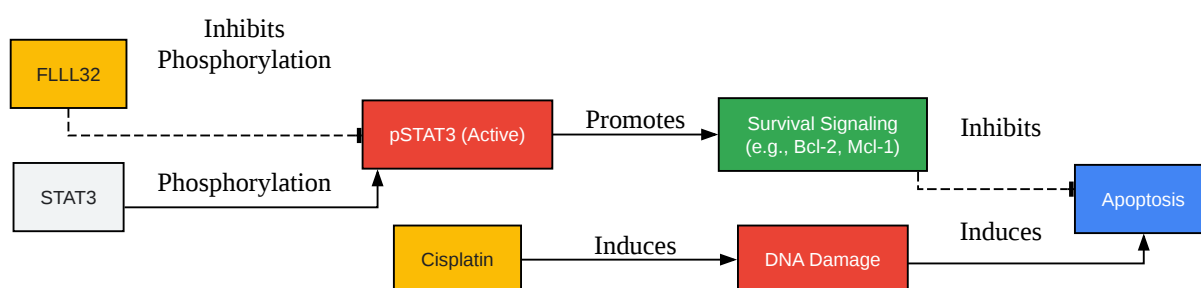 Inhibits
Phosphorylation
FLLL32
pSTAT3 (Active)
Promotes
Survival Signaling
(e.g., Bcl-2, Mcl-1)
Inhibits
STAT3
Phosphorylation
Apoptosis
Cisplatin
Induces
DNA Damage
Induces